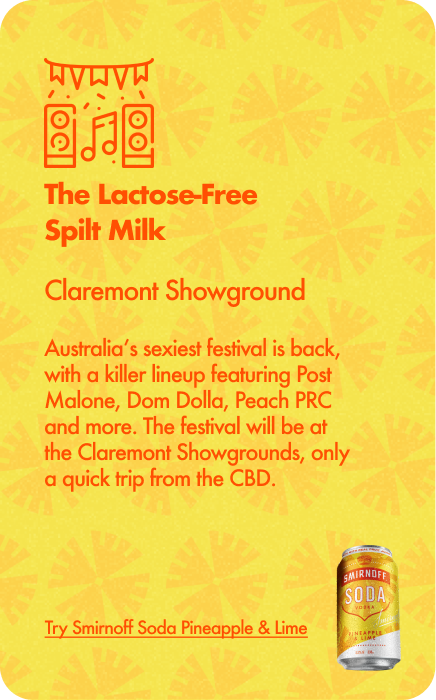 The Lactose-Free
Spilt Milk
Claremont Showground
Australia's sexiest festival is back,
with a killer lineup featuring Post
Malone, Dom Dolla, Peach PRC
and more. The festival will be at
the Claremont Showgrounds, only
a quick trip from the CBD.
Try Smirnoff Soda Pineapple & Lime
SMIRNOFF
SODA
VODKA
PINEAPPLE
& LIME